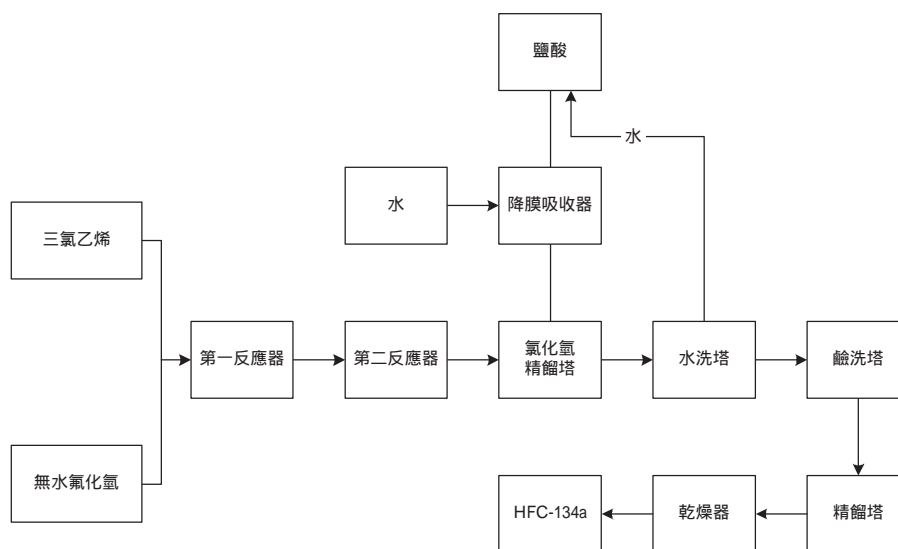 鹽酸
水
水
降膜吸收器
三氯乙烯
第一反應器
第二反應器
氯化氫
精餾塔
水洗塔
鹼洗塔
無水氟化氫
HFC-134a
乾燥器
精餾塔